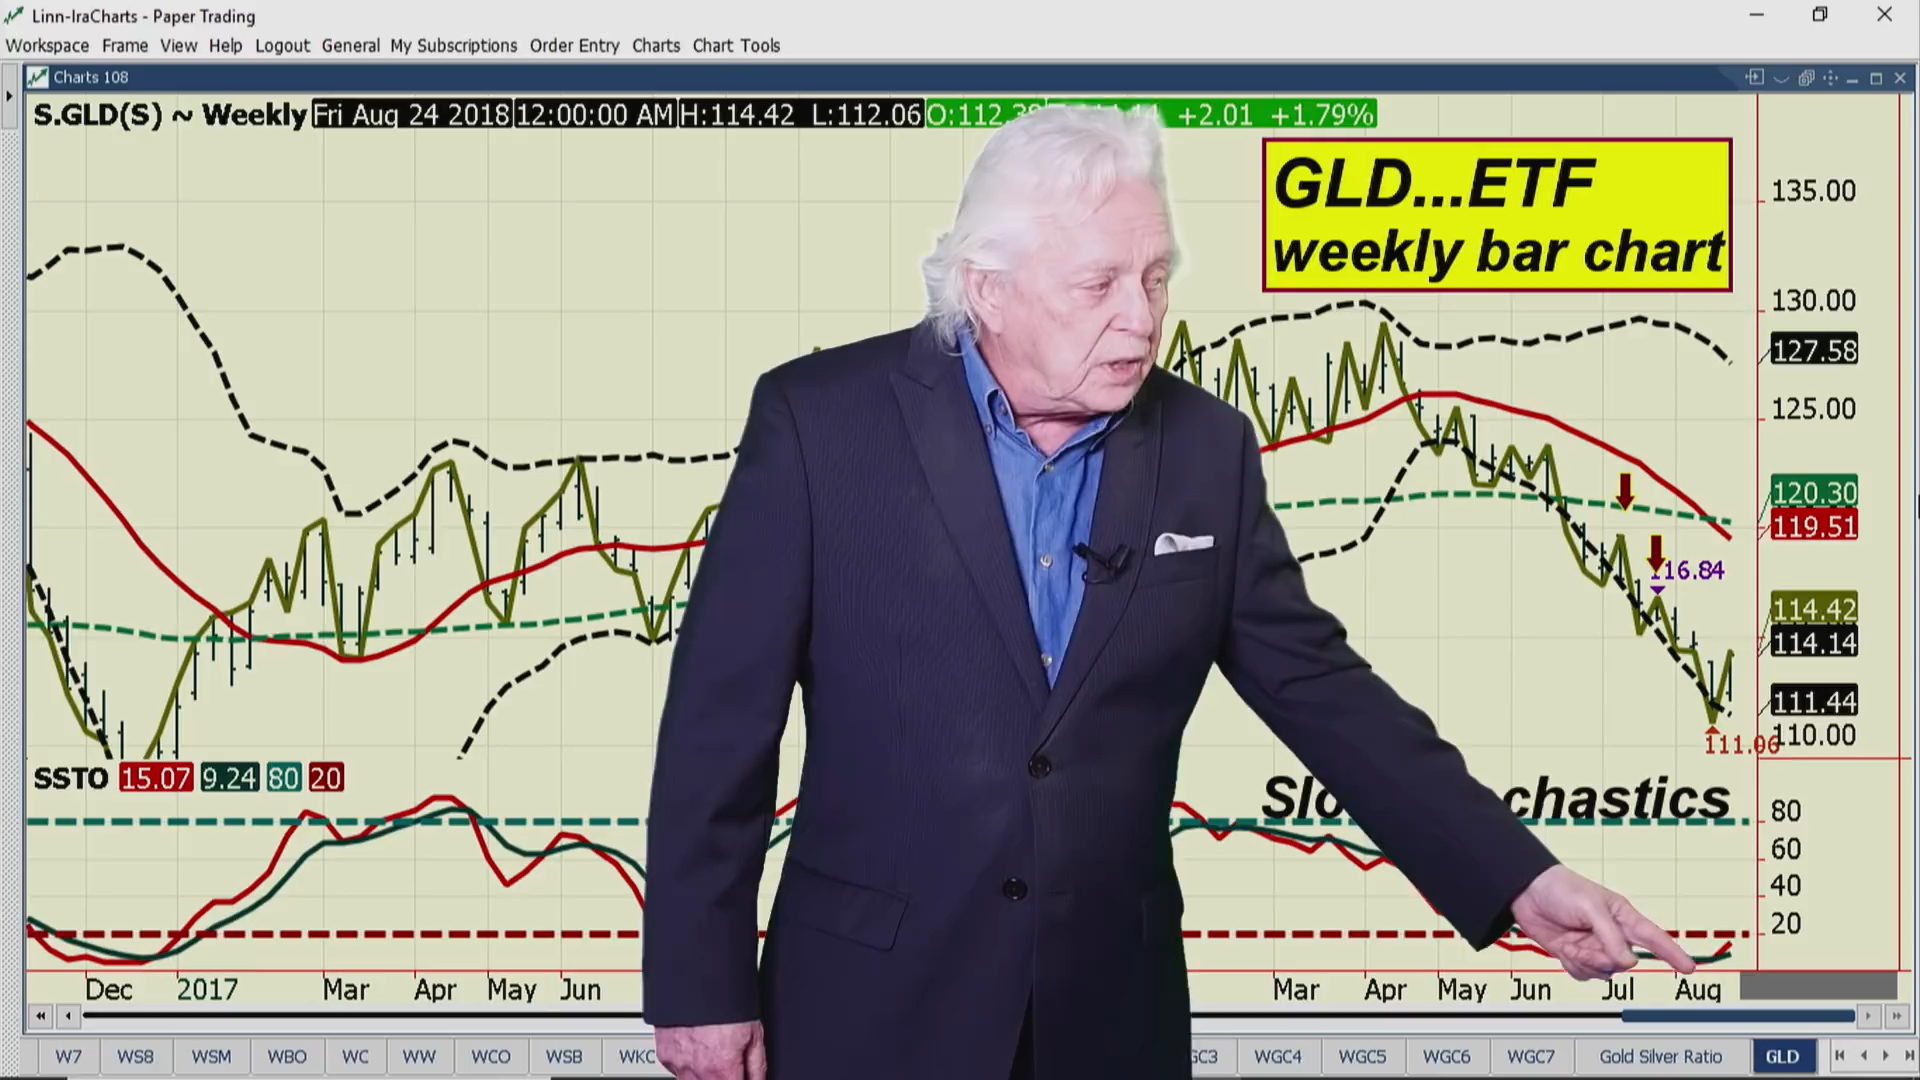 Linn-IraCharts - Paper Trading
Workspace Frame View Help Logout General My Subscriptions Order Entry Charts Chart Tools
Charts 108
S.GLD(S) ~ Weekly Fri Aug 24 2018 12:00:00 AM H:114.42 L:112.06 +2.01 +1.79%
GLD...ETF
weekly bar chart
135.00
130.00
127.58
125.00
120.30
119.51
116.84
114.42
114.14
111.44
111.06
110.00
SSTO 15.07 9.24 80 20
80
60
40
20
Dec 2017 Mar Apr May Jun Mar Apr May Jun Jul Aug
W7 WS8 WSM WBO WC WW WCO WSB WKC GC3 WGC4 WGC5 WGC6 WGC7 Gold Silver Ratio GLD